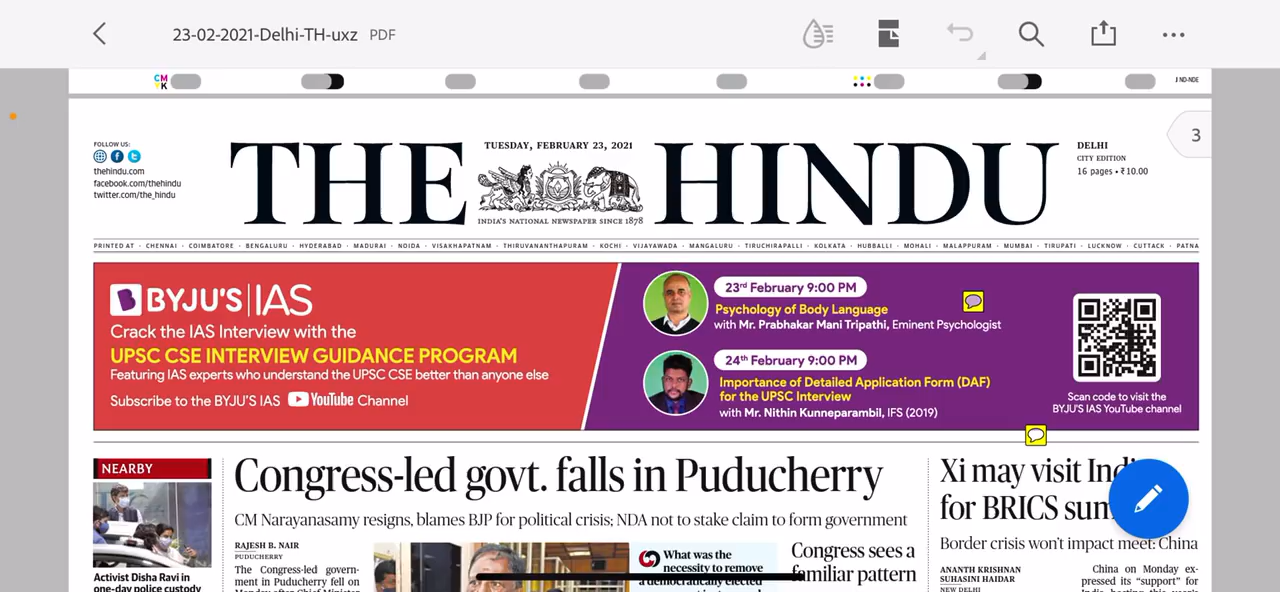 23-02-2021-Delhi-TH-uxz PDF
CM
YK
3
FOLLOW US:
thehindu.com
facebook.com/thehindu
twitter.com/the_hindu
THE HINDU
TUESDAY, FEBRUARY 23, 2021
INDIA'S NATIONAL NEWSPAPER SINCE 1878
DELHI
CITY EDITION
16 pages • ₹10.00
PRINTED AT · CHENNAI · COIMBATORE · BENGALURU · HYDERABAD · MADURAI · NOIDA · VISAKHAPATNAM · THIRUVANANTHAPURAM · KOCHI · VIJAYAWADA · MANGALURU · TIRUCHIRAPALLI · KOLKATA · HUBBALLI · MOHALI · MALAPPURAM · MUMBAI · TIRUPATI · LUCKNOW · CUTTACK · PATNA
BYJU'S IAS
Crack the IAS Interview with the
UPSC CSE INTERVIEW GUIDANCE PROGRAM
Featuring IAS experts who understand the UPSC CSE better than anyone else
Subscribe to the BYJU'S IAS YouTube Channel
23rd February 9:00 PM
Psychology of Body Language
with Mr. Prabhakar Mani Tripathi, Eminent Psychologist
24th February 9:00 PM
Importance of Detailed Application Form (DAF)
for the UPSC Interview
with Mr. Nithin Kunneparambil, IFS (2019)
Scan code to visit the
BYJU'S IAS YouTube channel
NEARBY
Activist Disha Ravi in
one-day police custody
Congress-led govt. falls in Puducherry
CM Narayanasamy resigns, blames BJP for political crisis; NDA not to stake claim to form government
RAJESH B. NAIR
PUDUCHERRY
The Congress-led govern-
ment in Puducherry fell on
What was the
necessity to remove
a democratically elected
Congress sees a
familiar pattern
Xi may visit
for BRICS
Border crisis won't impact meet: China
ANANTH KRISHNAN
SUHASINI HAIDAR
NEW DELHI
China on Monday ex-
pressed its "support" for